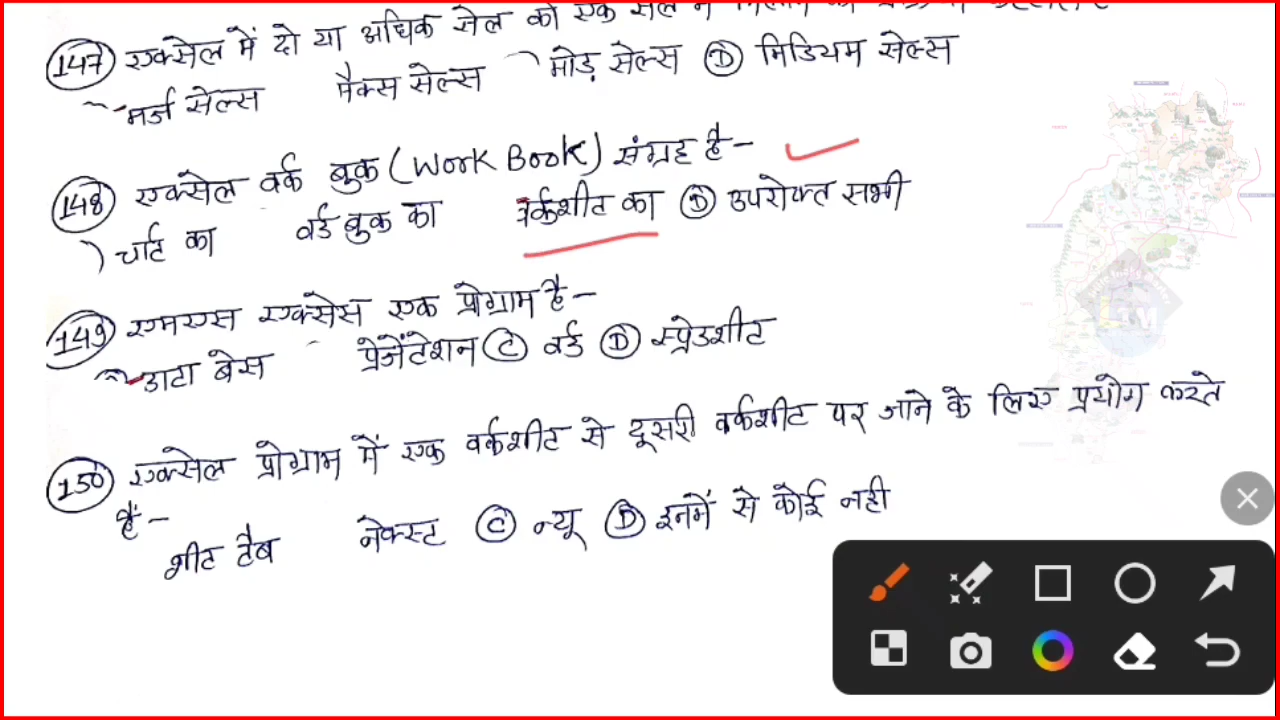 147 एक्सेल में दो या अधिक सेल को एक सेल में
मर्ज सेल्स मैक्स सेल्स मोड़ सेल्स D मिडियम सेल्स
148 एक्सेल वर्क बुक (Work Book) संग्रह है-
चार्ट का वर्ड बुक का वर्कशीट का D उपरोक्त सभी
149 एमएस एक्सेस एक प्रोग्राम है-
डाटा बेस प्रेजेंटेशन C वर्ड D स्प्रेडशीट
150 एक्सेल प्रोग्राम में एक वर्कशीट से दूसरी वर्कशीट पर जाने के लिए प्रयोग करते
हैं-
शीट टैब नेक्स्ट C न्यू D इनमें से कोई नही